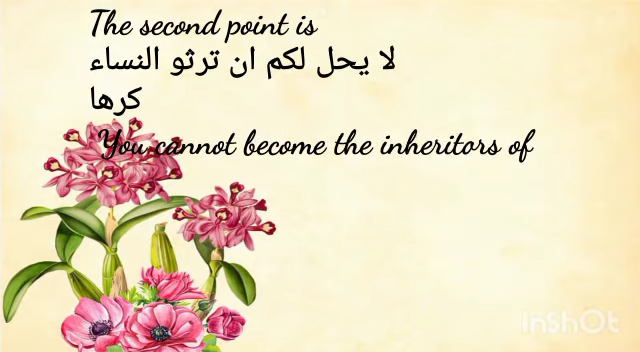 The second point is
لا يحل لكم ان ترثو النساء
كرها
You cannot become the inheritors of
InShOt